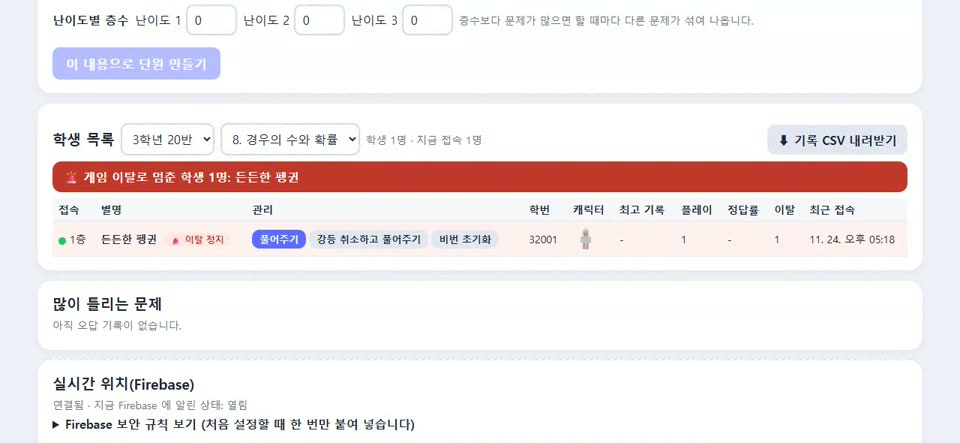 난이도별 층수 난이도 1 0 난이도 2 0 난이도 3 0 층수보다 문제가 많으면 할 때마다 다른 문제가 섞여 나옵니다.
이 내용으로 단원 만들기
학생 목록 3학년 20반 8. 경우의 수와 확률 학생 1명 · 지금 접속 1명 ⬇ 기록 CSV 내려받기
🚨 게임 이탈로 멈춘 학생 1명: 든든한 펭귄
접속 별명 관리 학번 캐릭터 최고 기록 플레이 정답률 이탈 최근 접속
1층 든든한 펭귄 🚨 이탈 정지 풀어주기 강등 취소하고 풀어주기 비번 초기화 32001 - 1 - 1 11. 24. 오후 05:18
많이 틀리는 문제
아직 오답 기록이 없습니다.
실시간 위치(Firebase)
연결됨 · 지금 Firebase 에 알린 상태: 열림
▶ Firebase 보안 규칙 보기 (처음 설정할 때 한 번만 붙여 넣습니다)